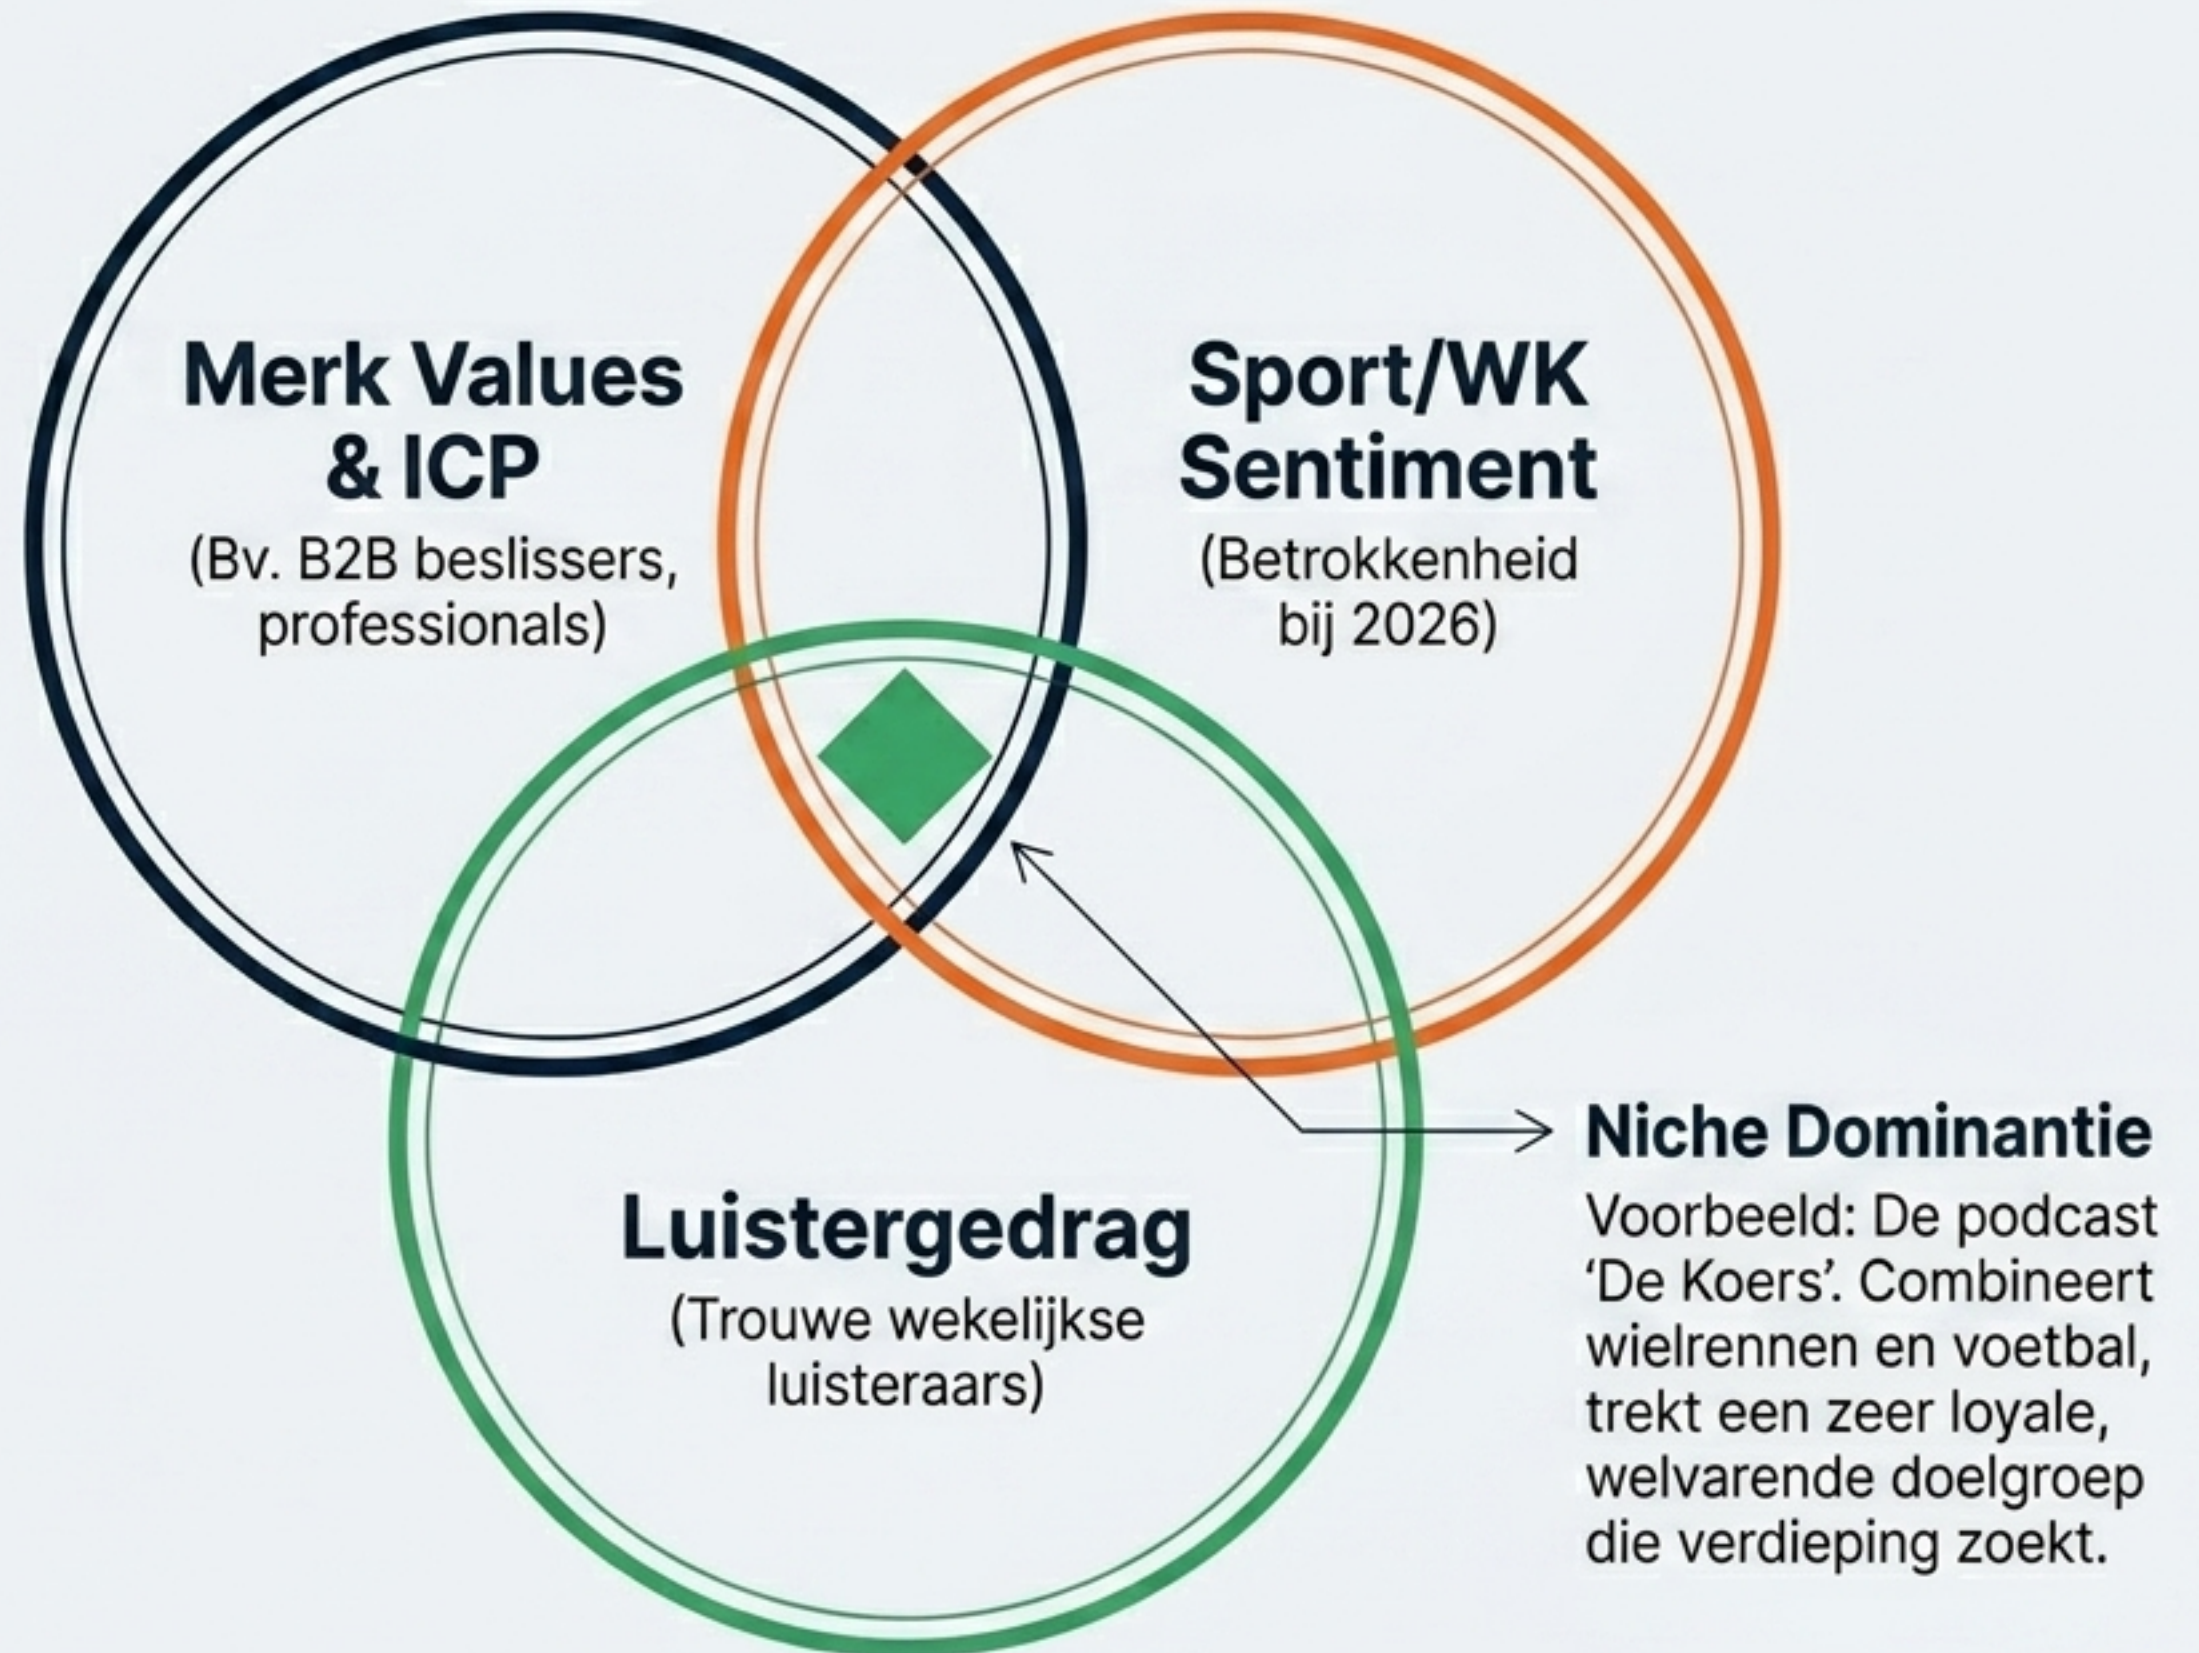 Merk Values
& ICP
(Bv. B2B beslissers,
professionals)
Sport/WK
Sentiment
(Betrokkenheid
bij 2026)
Luistergedrag
(Trouwe wekelijkse
luisteraars)
Niche Dominantie
Voorbeeld: De podcast
‘De Koers’. Combineert
wielrennen en voetbal,
trekt een zeer loyale,
welvarende doelgroep
die verdieping zoekt.